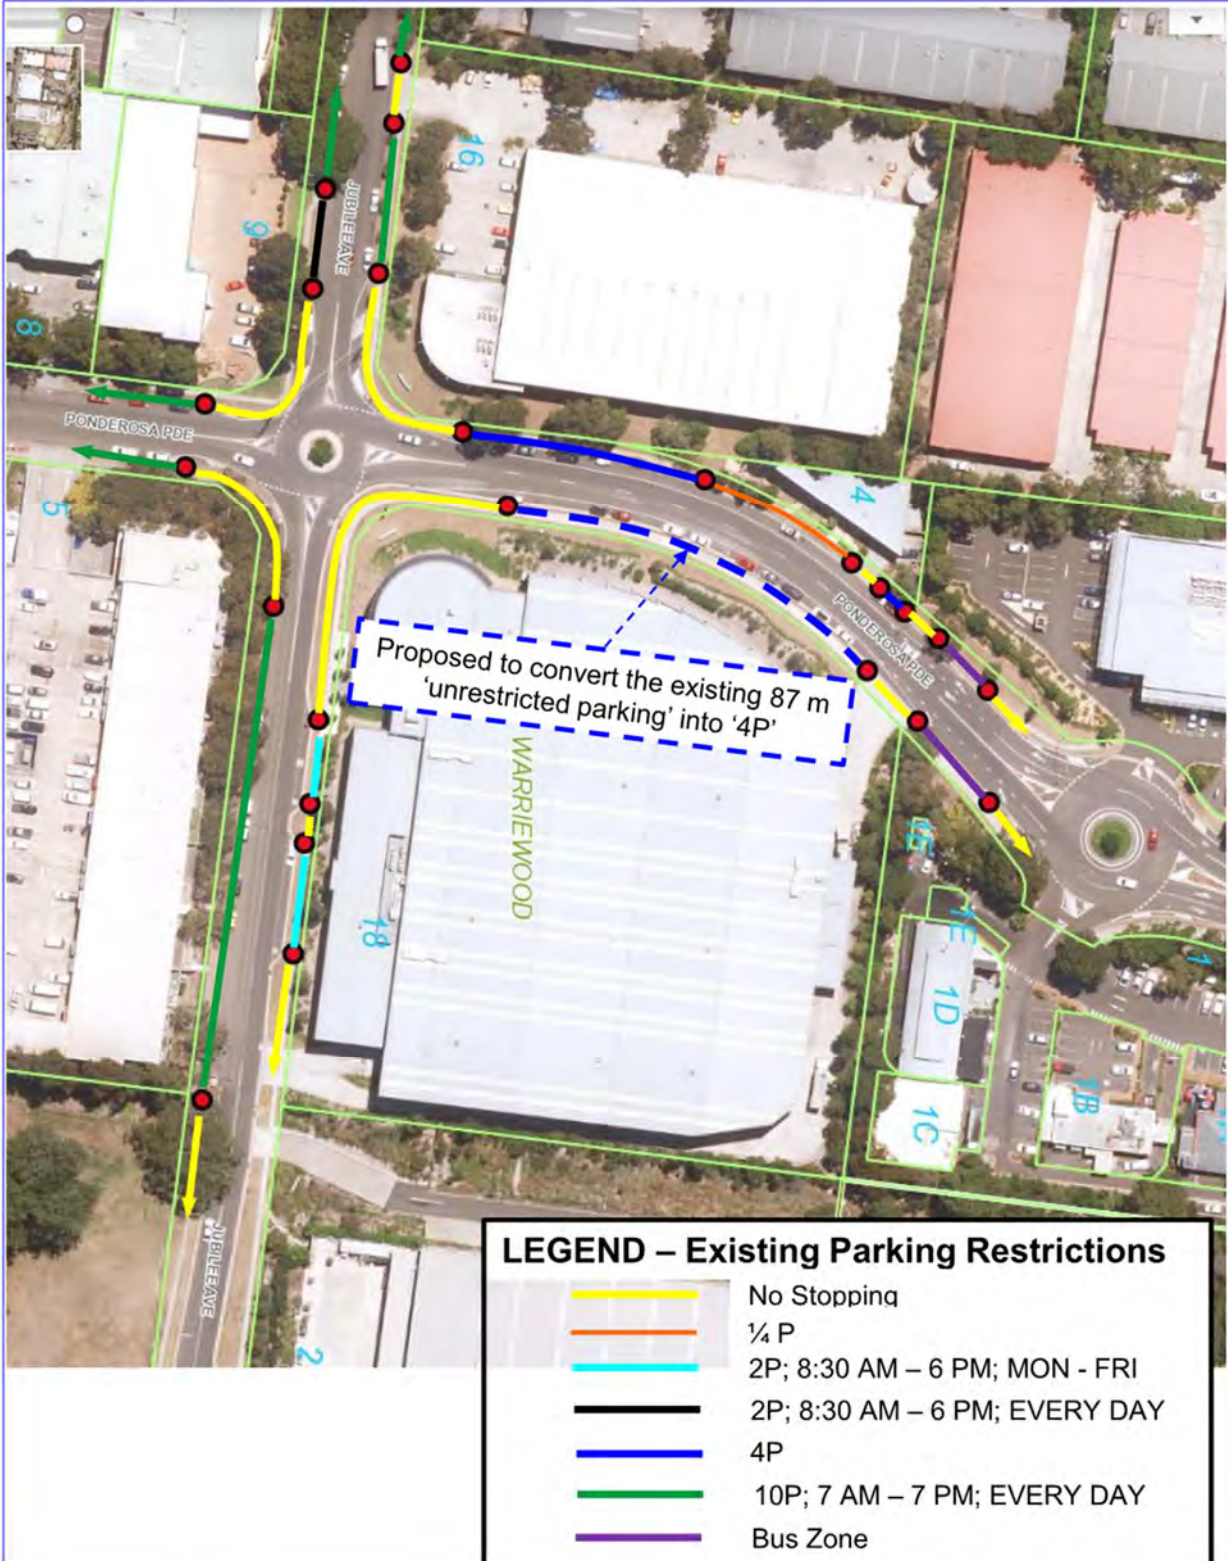 16
JUBILEE AVE
9
8
PONDEROSA PDE
5
4
PONDEROSA PDE
Proposed to convert the existing 87 m
‘unrestricted parking’ into ‘4P’
WARRIEWOOD
18
1E
1E
1
1D
1B
1C
JUBILEE AVE
2
LEGEND – Existing Parking Restrictions
No Stopping
¼ P
2P; 8:30 AM – 6 PM; MON - FRI
2P; 8:30 AM – 6 PM; EVERY DAY
4P
10P; 7 AM – 7 PM; EVERY DAY
Bus Zone